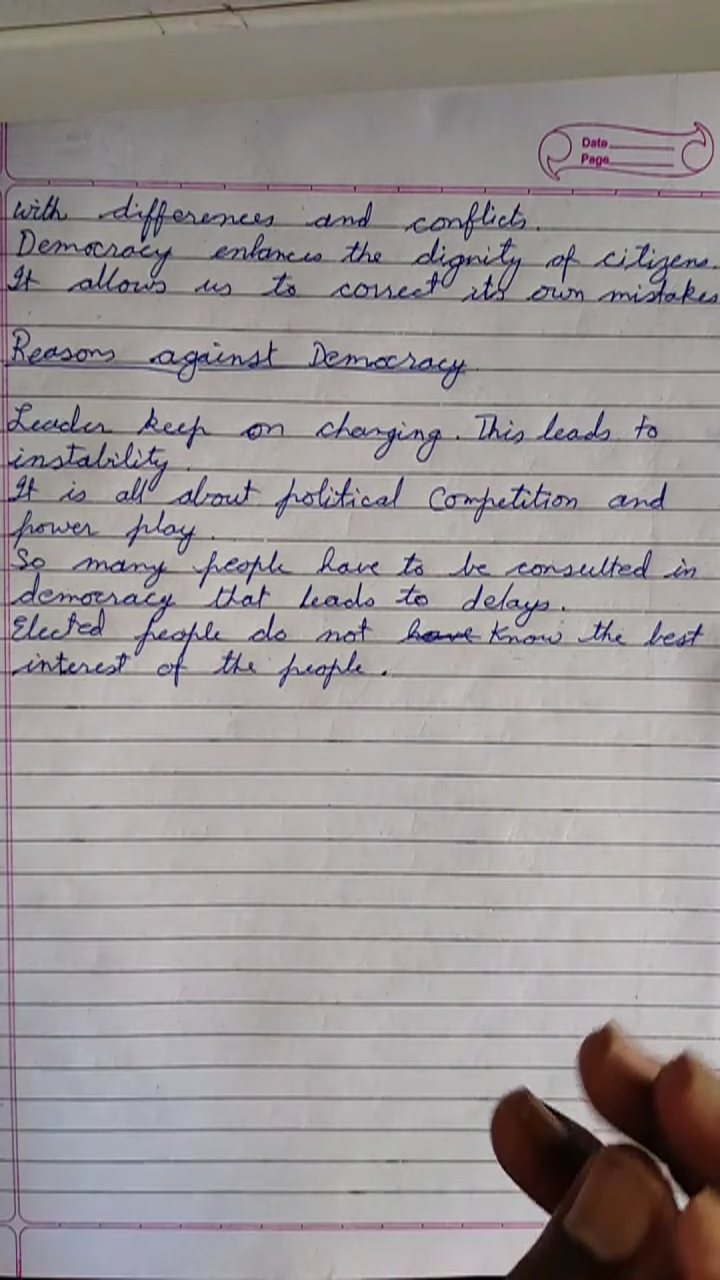 Date
Page
with differences and conflicts.
Democracy enhances the dignity of citizens.
It allows us to correct its own mistakes
Reasons against Democracy
Leader keep on changing. This leads to
instability.
It is all about political Competition and
power play.
So many people have to be consulted in
democracy that leads to delays.
Elected people do not have know the best
interest of the people.